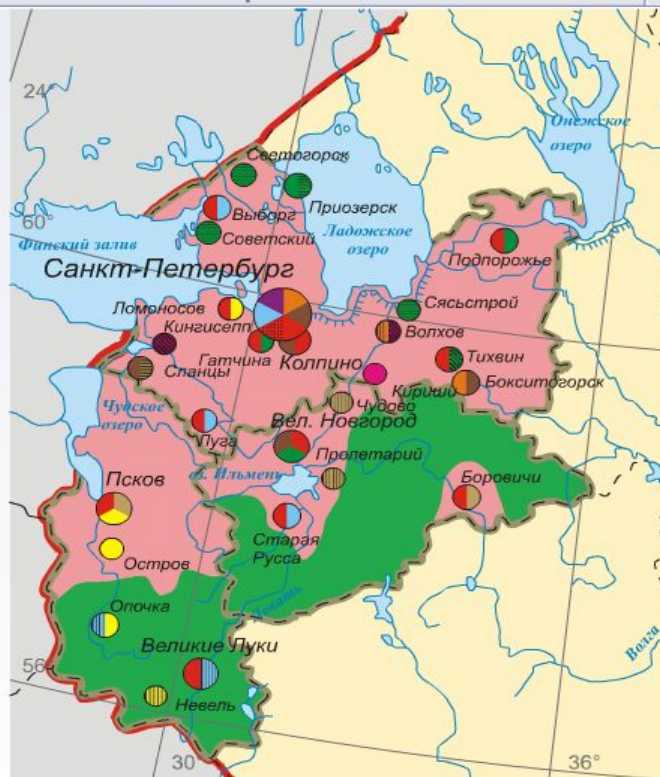 24°
Онежское
озеро
Светогорск
Приозерск
60°
Выборг
Советский
Финский залив
Ладожское
озеро
Подпорожье
Санкт-Петербург
Ломоносов
Кингисепп
Сясьстрой
Волхов
Гатчина
Колпино
Тихвин
Сланцы
Кириши
Бокситогорск
Чудское
озеро
Чудово
Луга
Вел. Новгород
оз. Ильмень
Пролетарий
Псков
Боровичи
Остров
Старая
Русса
Опочка
Ловать
Великие Луки
Волга
56°
Невель
30°
36°